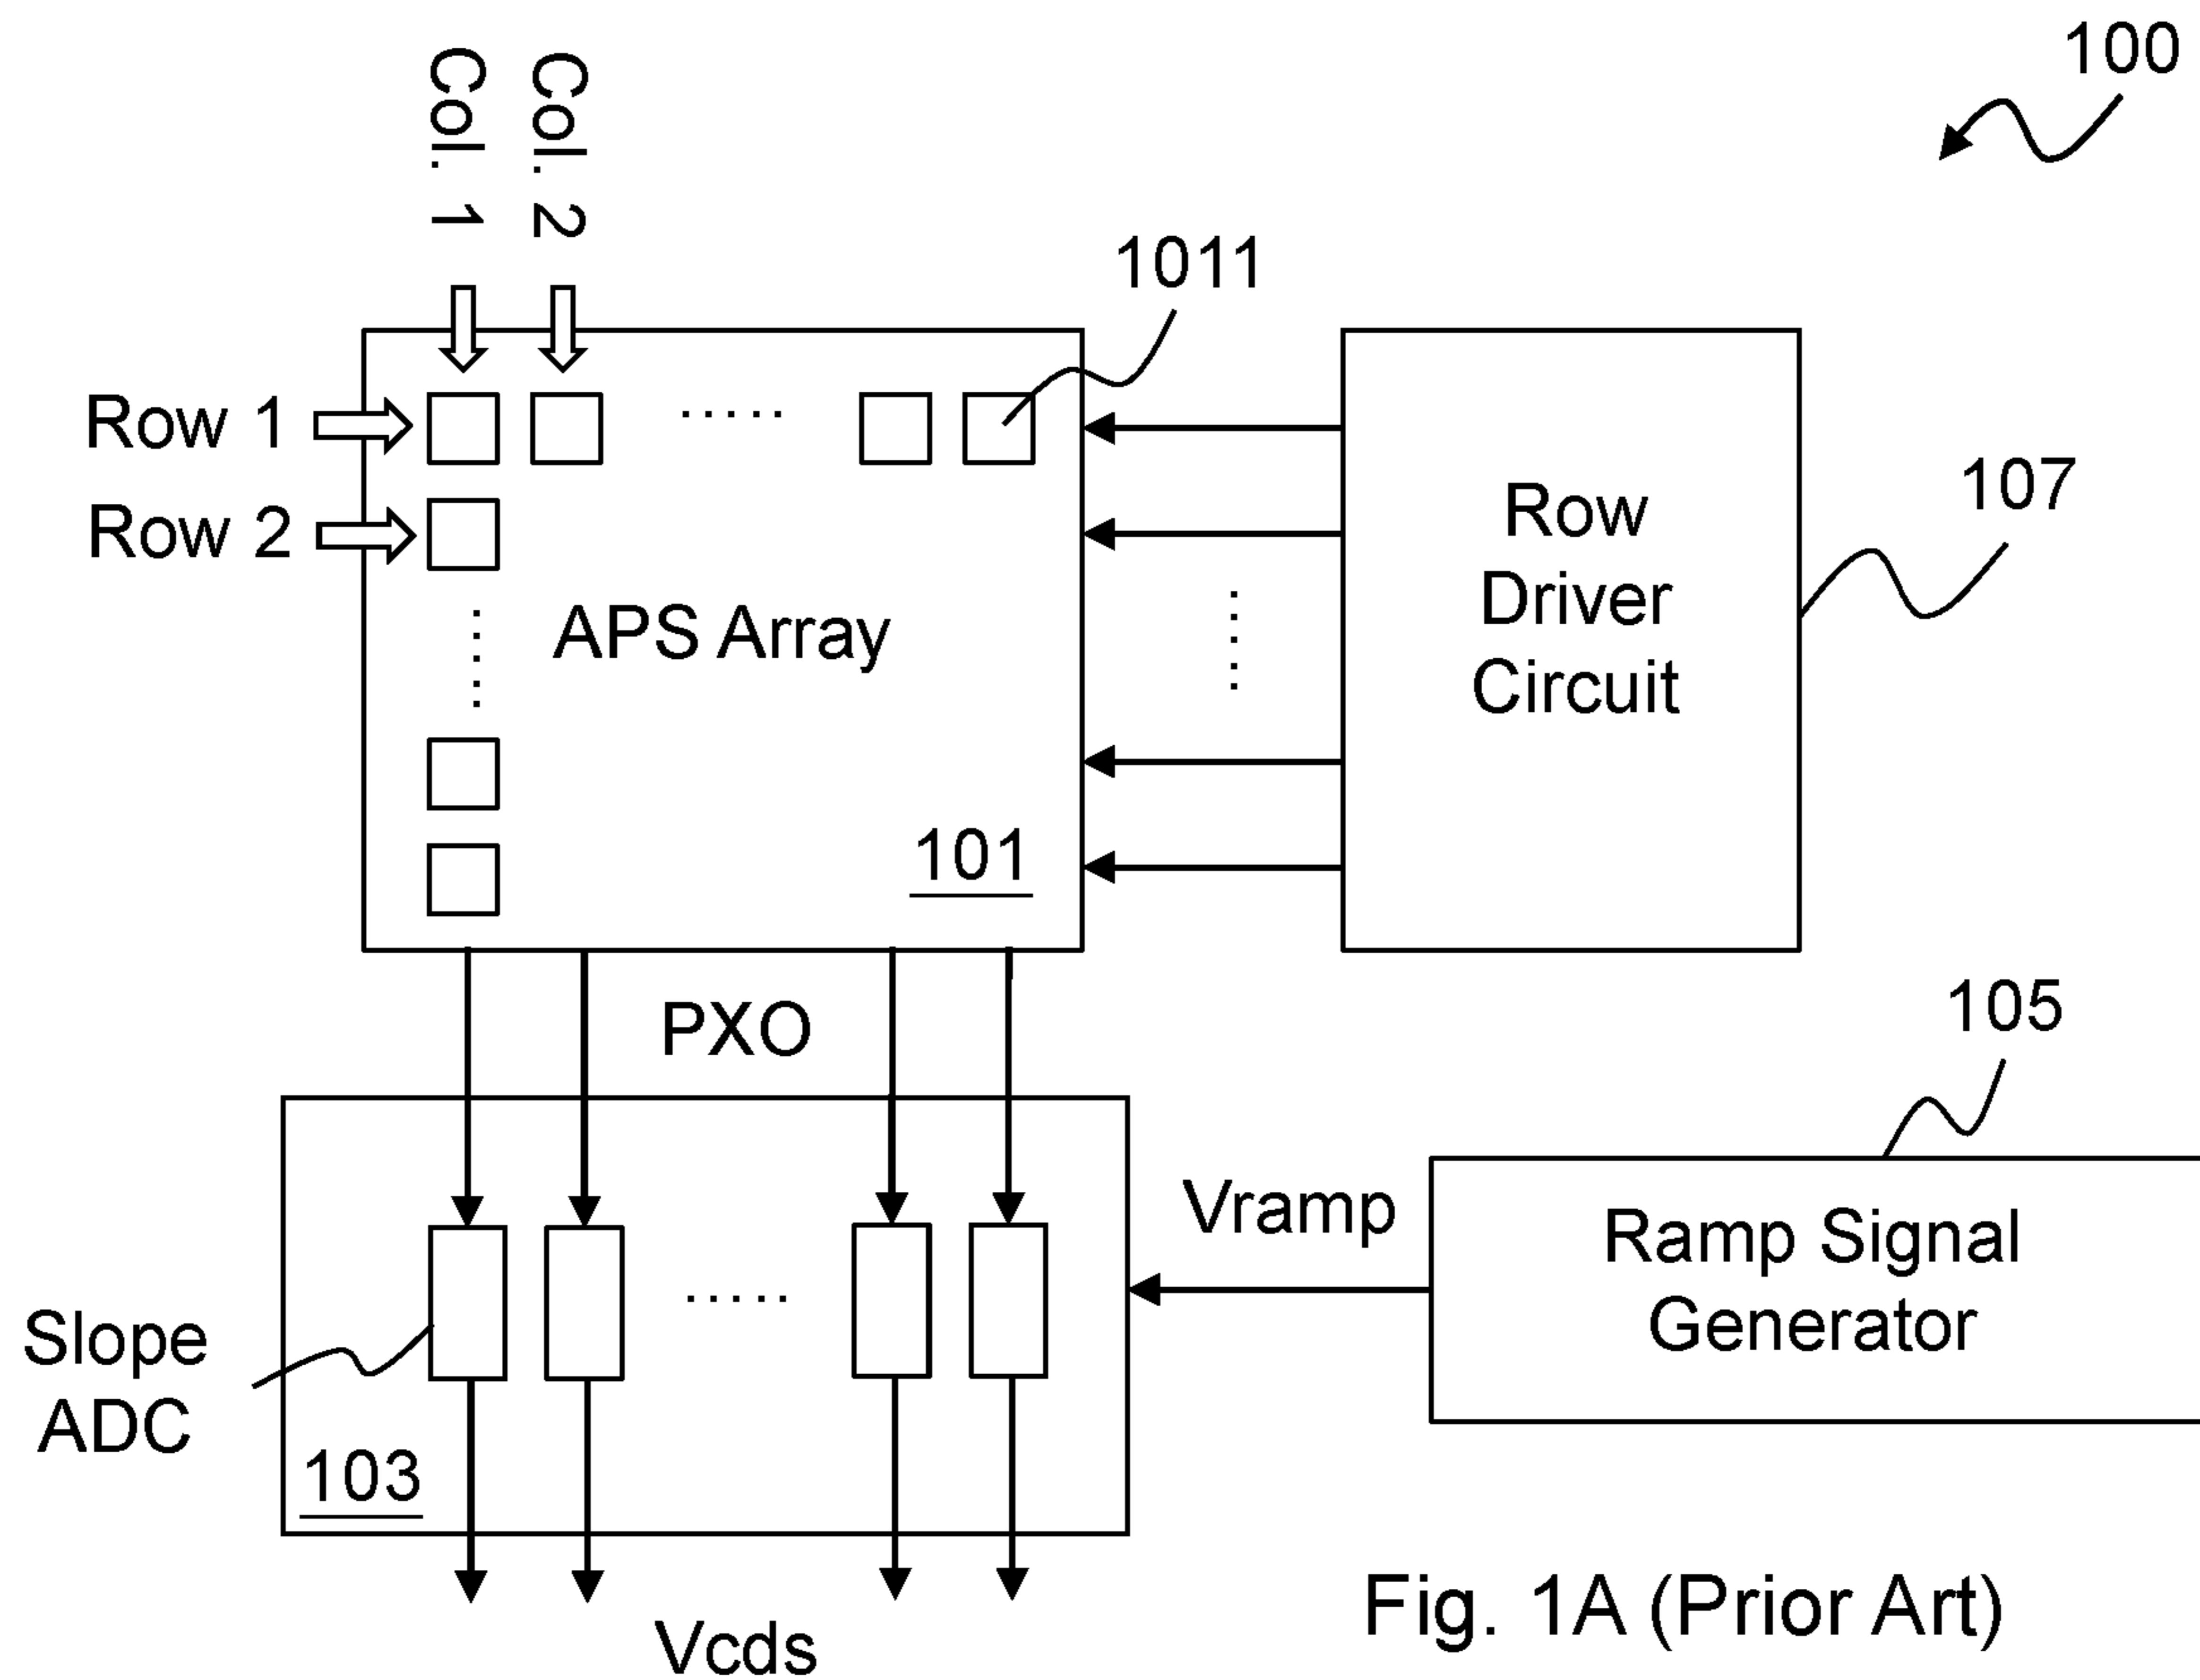 100
Col. 1
Col. 2
1011
Row 1
Row 2
APS Array
101
Row
Driver
Circuit
107
PXO
105
Vramp
Ramp Signal
Generator
Slope
ADC
103
Vcds
Fig. 1A (Prior Art)